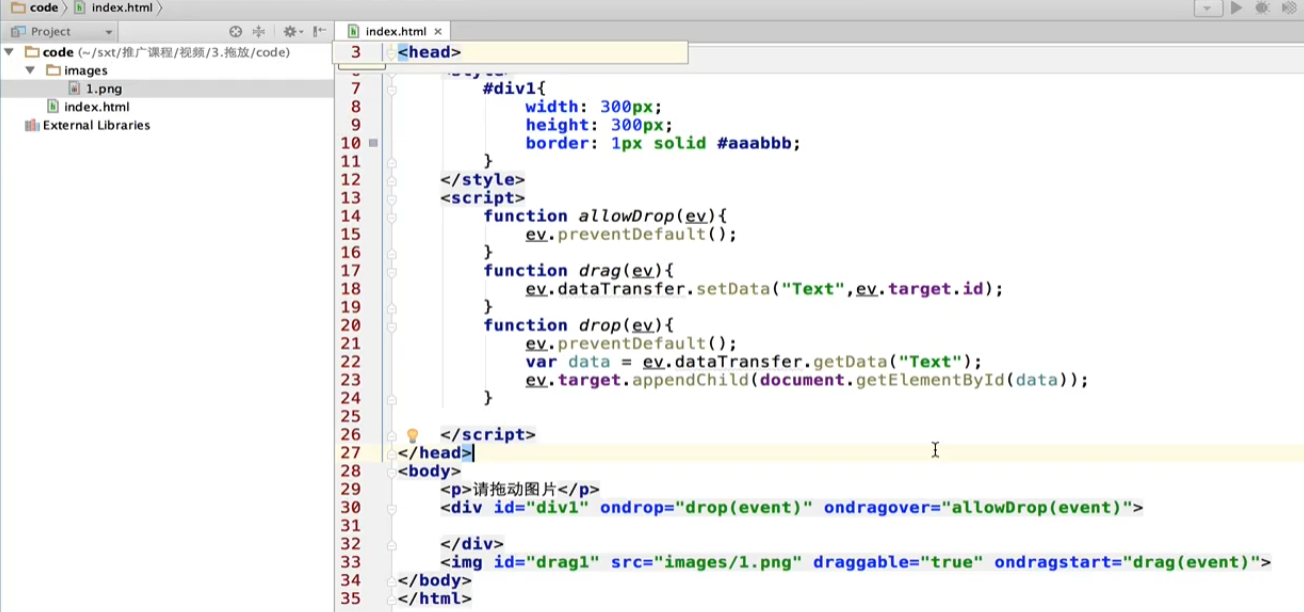 code index.html
Project
index.html
code (~/sxt/推广课程/视频/3.拖放/code)
images
1.png
index.html
External Libraries
3 <head>
7 #div1{
8 width: 300px;
9 height: 300px;
10 border: 1px solid #aaabbb;
11 }
12 </style>
13 <script>
14 function allowDrop(ev){
15 ev.preventDefault();
16 }
17 function drag(ev){
18 ev.dataTransfer.setData("Text",ev.target.id);
19 }
20 function drop(ev){
21 ev.preventDefault();
22 var data = ev.dataTransfer.getData("Text");
23 ev.target.appendChild(document.getElementById(data));
24 }
25
26 </script>
27 </head>
28 <body>
29 <p>请拖动图片</p>
30 <div id="div1" ondrop="drop(event)" ondragover="allowDrop(event)">
31
32 </div>
33 <img id="drag1" src="images/1.png" draggable="true" ondragstart="drag(event)">
34 </body>
35 </html>